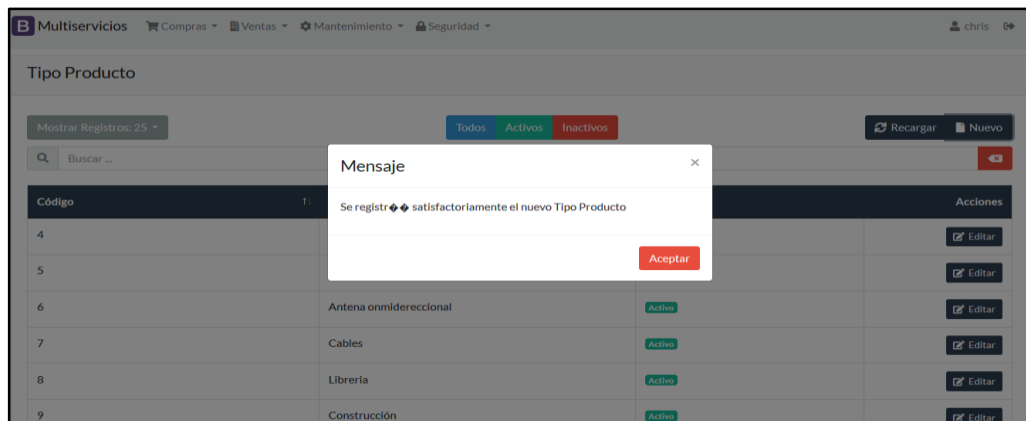 B Multiservicios Compras Ventas Mantenimiento Seguridad chris
Tipo Producto
Mostrar Registros: 25 Todos Activos Inactivos Recargar Nuevo
Buscar ...
Mensaje ×
Se registr�� satisfactoriamente el nuevo Tipo Producto
Aceptar
Código Acciones
4 Editar
5 Editar
6 Antena onmidereccional Activo Editar
7 Cables Activo Editar
8 Libreria Activo Editar
9 Construcción Activo Editar